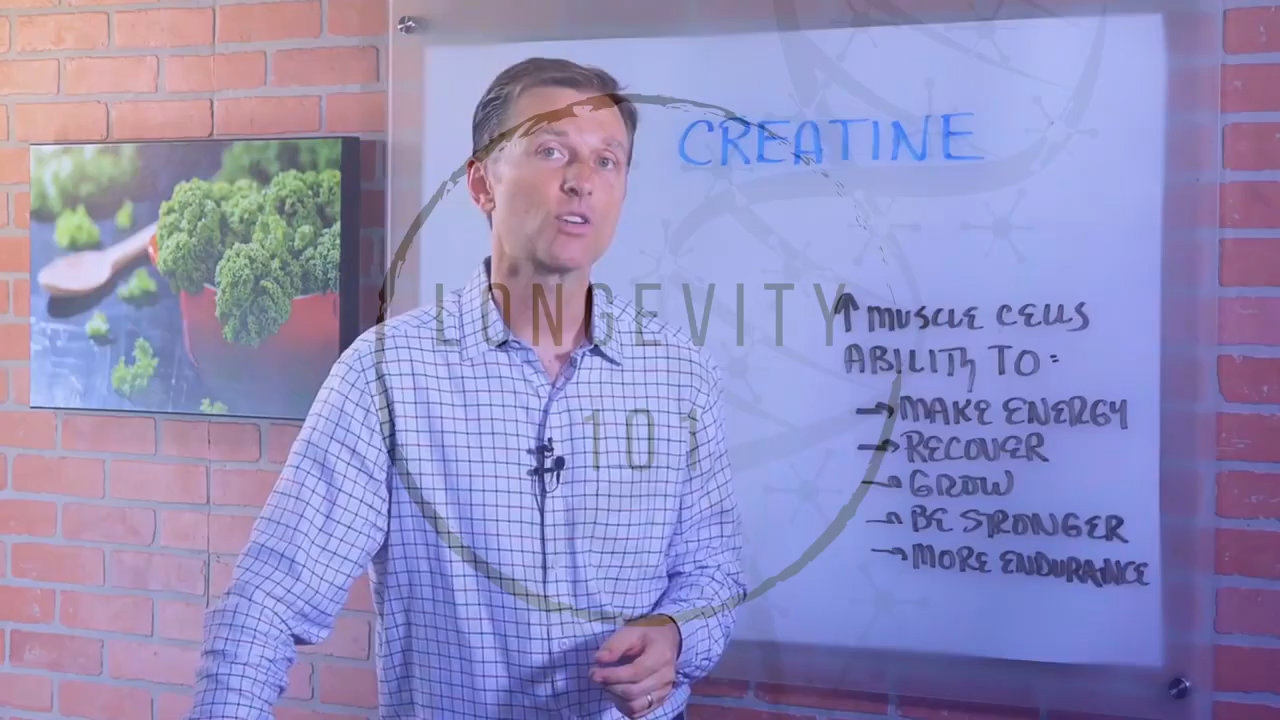 CREATINE
LONGEVITY
101
↑ MUSCLE CELLS
ABILITY TO:
→ MAKE ENERGY
→ RECOVER
→ GROW
→ BE STRONGER
→ MORE ENDURANCE